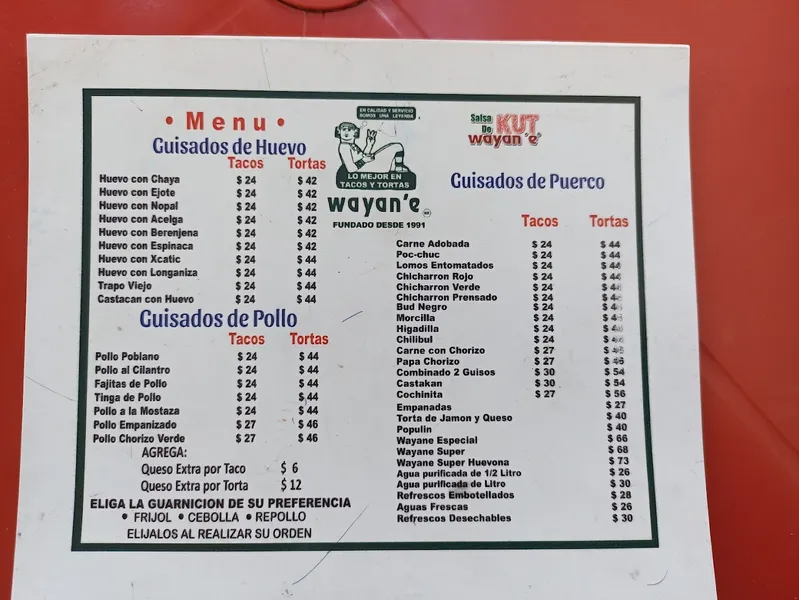 • Menu •
Guisados de Huevo
Tacos Tortas
Huevo con Chaya $ 24 $ 42
Huevo con Ejote $ 24 $ 42
Huevo con Nopal $ 24 $ 42
Huevo con Acelga $ 24 $ 42
Huevo con Berenjena $ 24 $ 42
Huevo con Espinaca $ 24 $ 42
Huevo con Xcatic $ 24 $ 44
Huevo con Longaniza $ 24 $ 44
Trapo Viejo $ 24 $ 44
Castacan con Huevo $ 24 $ 44
Guisados de Pollo
Tacos Tortas
Pollo Poblano $ 24 $ 44
Pollo al Cilantro $ 24 $ 44
Fajitas de Pollo $ 24 $ 44
Tinga de Pollo $ 24 $ 44
Pollo a la Mostaza $ 24 $ 44
Pollo Empanizado $ 27 $ 46
Pollo Chorizo Verde $ 27 $ 46
AGREGA:
Queso Extra por Taco $ 6
Queso Extra por Torta $ 12
ELIGA LA GUARNICION DE SU PREFERENCIA
• FRIJOL • CEBOLLA • REPOLLO
ELIJALOS AL REALIZAR SU ORDEN
EN CALIDAD Y SERVICIO
SOMOS UNA LEYENDA
LO MEJOR EN
TACOS Y TORTAS
wayan'e
FUNDADO DESDE 1991
Salsa
De KUT
wayan'e'
Guisados de Puerco
Tacos Tortas
Carne Adobada $ 24 $ 44
Poc-chuc $ 24 $ 44
Lomos Entomatados $ 24 $ 44
Chicharron Rojo $ 24 $
Chicharron Verde $ 24 $
Chicharron Prensado $ 24 $
Bud Negro $ 24 $
Morcilla $ 24 $
Higadilla $ 24 $
Chilibul $ 24 $
Carne con Chorizo $ 27 $
Papa Chorizo $ 27 $ 46
Combinado 2 Guisos $ 30 $ 54
Castakan $ 30 $ 54
Cochinita $ 27 $ 56
Empanadas $ 27
Torta de Jamon y Queso $ 40
Populin $ 40
Wayane Especial $ 66
Wayane Super $ 68
Wayane Super Huevona $ 73
Agua purificada de 1/2 Litro $ 26
Agua purificada de Litro $ 30
Refrescos Embotellados $ 28
Aguas Frescas $ 26
Refrescos Desechables $ 30